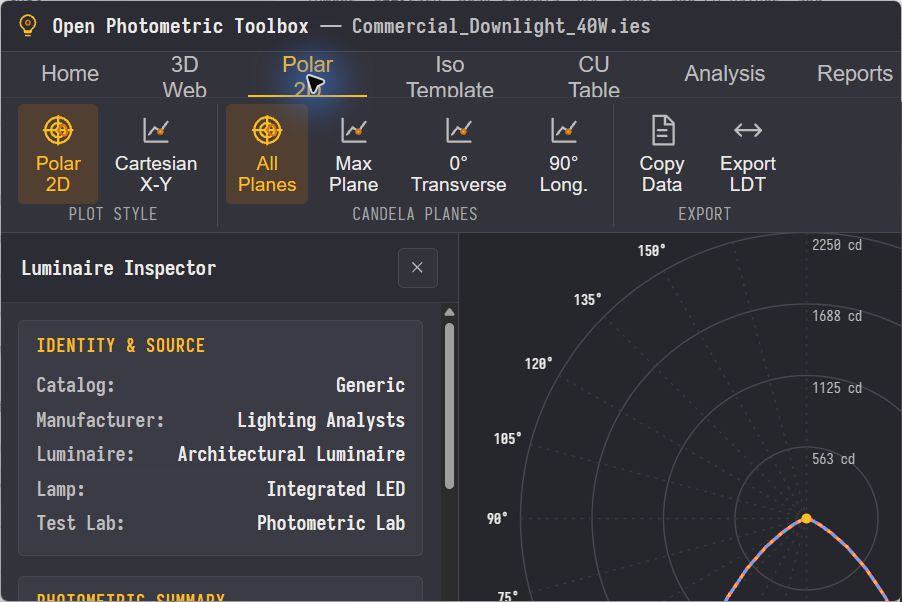 Open Photometric Toolbox — Commercial_Downlight_40W.ies
Home
3D
Web
Polar
2D
Iso
Template
CU
Table
Analysis
Reports
Polar
2D
Cartesian
X-Y
PLOT STYLE
All
Planes
Max
Plane
0°
Transverse
90°
Long.
CANDELA PLANES
Copy
Data
Export
LDT
EXPORT
Luminaire Inspector
IDENTITY & SOURCE
Catalog: Generic
Manufacturer: Lighting Analysts
Luminaire: Architectural Luminaire
Lamp: Integrated LED
Test Lab: Photometric Lab
PHOTOMETRIC SUMMARY
2250 cd
150°
135°
1688 cd
120°
1125 cd
105°
563 cd
90°
75°